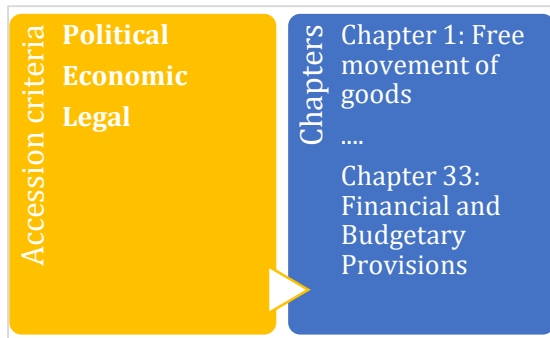 Accession criteria
Political
Economic
Legal
Chapters
Chapter 1: Free
movement of
goods
....
Chapter 33:
Financial and
Budgetary
Provisions